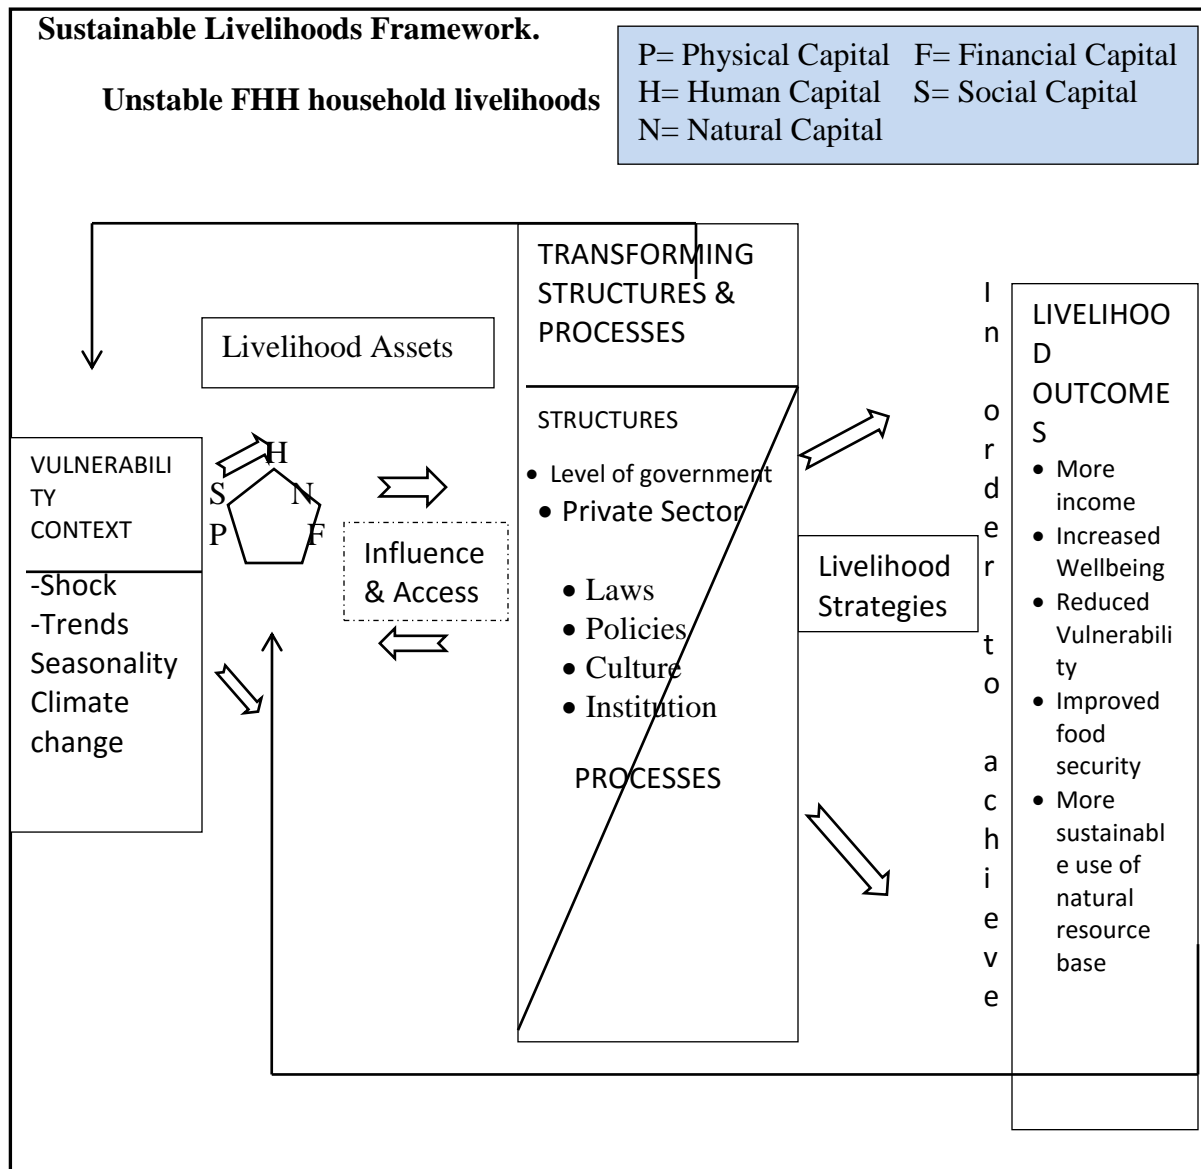 Sustainable Livelihoods Framework.
Unstable FHH household livelihoods
P= Physical Capital F= Financial Capital
H= Human Capital S= Social Capital
N= Natural Capital
VULNERABILI
TY
CONTEXT
-Shock
-Trends
Seasonality
Climate
change
Livelihood Assets
H
S N
P F
Influence
& Access
TRANSFORMING
STRUCTURES &
PROCESSES
STRUCTURES
• Level of government
• Private Sector
• Laws
• Policies
• Culture
• Institution
PROCESSES
Livelihood
Strategies
In order to achieve
LIVELIHOO
D
OUTCOME
S
• More
income
• Increased
Wellbeing
• Reduced
Vulnerabili
ty
• Improved
food
security
• More
sustainabl
e use of
natural
resource
base